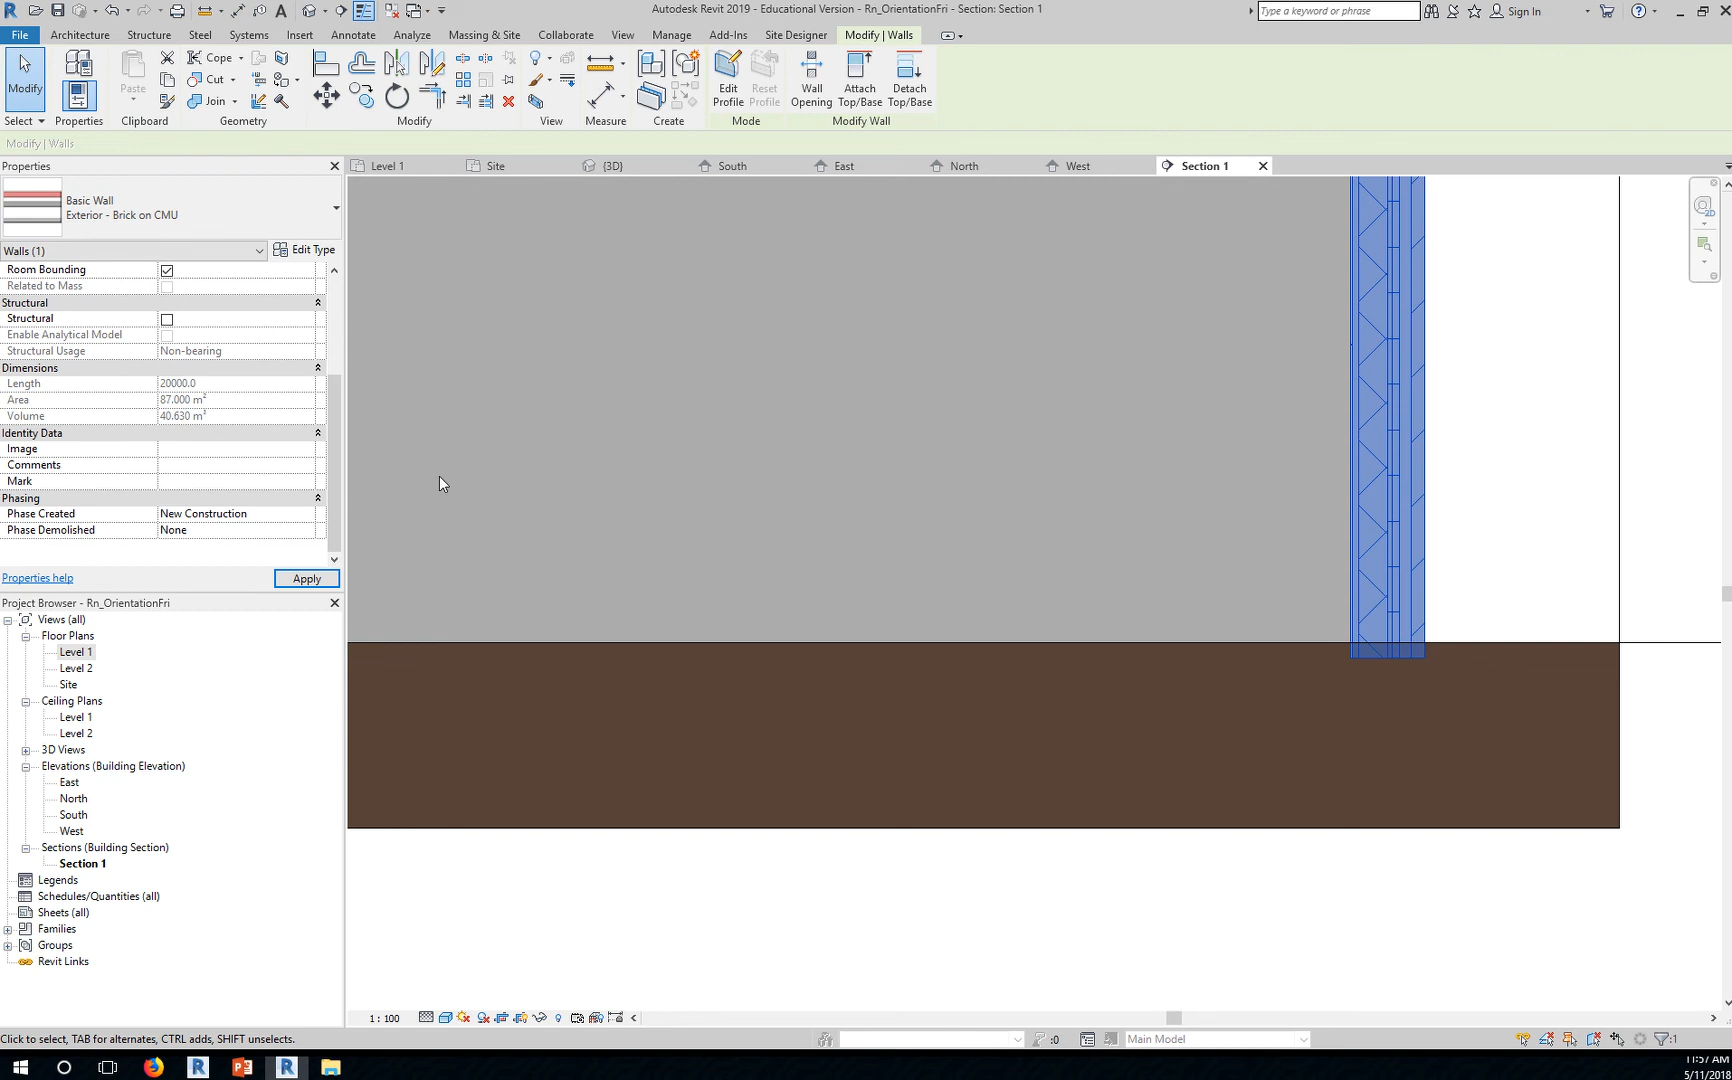 Autodesk Revit 2019 - Educational Version - Rn_OrientationFri - Section: Section 1
Type a keyword or phrase
Sign In
File Architecture Structure Steel Systems Insert Annotate Analyze Massing & Site Collaborate View Manage Add-Ins Site Designer Modify | Walls
Modify
Paste
Cope
Cut
Join
Edit Profile
Reset Profile
Wall Opening
Attach Top/Base
Detach Top/Base
Select Properties Clipboard Geometry Modify View Measure Create Mode Modify Wall
Modify | Walls
Properties
Level 1 Site {3D} South East North West Section 1
2D
Basic Wall
Exterior - Brick on CMU
Walls (1) Edit Type
Room Bounding
Related to Mass
Structural
Structural
Enable Analytical Model
Structural Usage Non-bearing
Dimensions
Length 20000.0
Area 87.000 m²
Volume 40.630 m³
Identity Data
Image
Comments
Mark
Phasing
Phase Created New Construction
Phase Demolished None
Properties help Apply
Project Browser - Rn_OrientationFri
Views (all)
Floor Plans
Level 1
Level 2
Site
Ceiling Plans
Level 1
Level 2
3D Views
Elevations (Building Elevation)
East
North
South
West
Sections (Building Section)
Section 1
Legends
Schedules/Quantities (all)
Sheets (all)
Families
Groups
Revit Links
1 : 100
Click to select, TAB for alternates, CTRL adds, SHIFT unselects.
:0
Main Model
:1
11:57 AM
5/11/2018